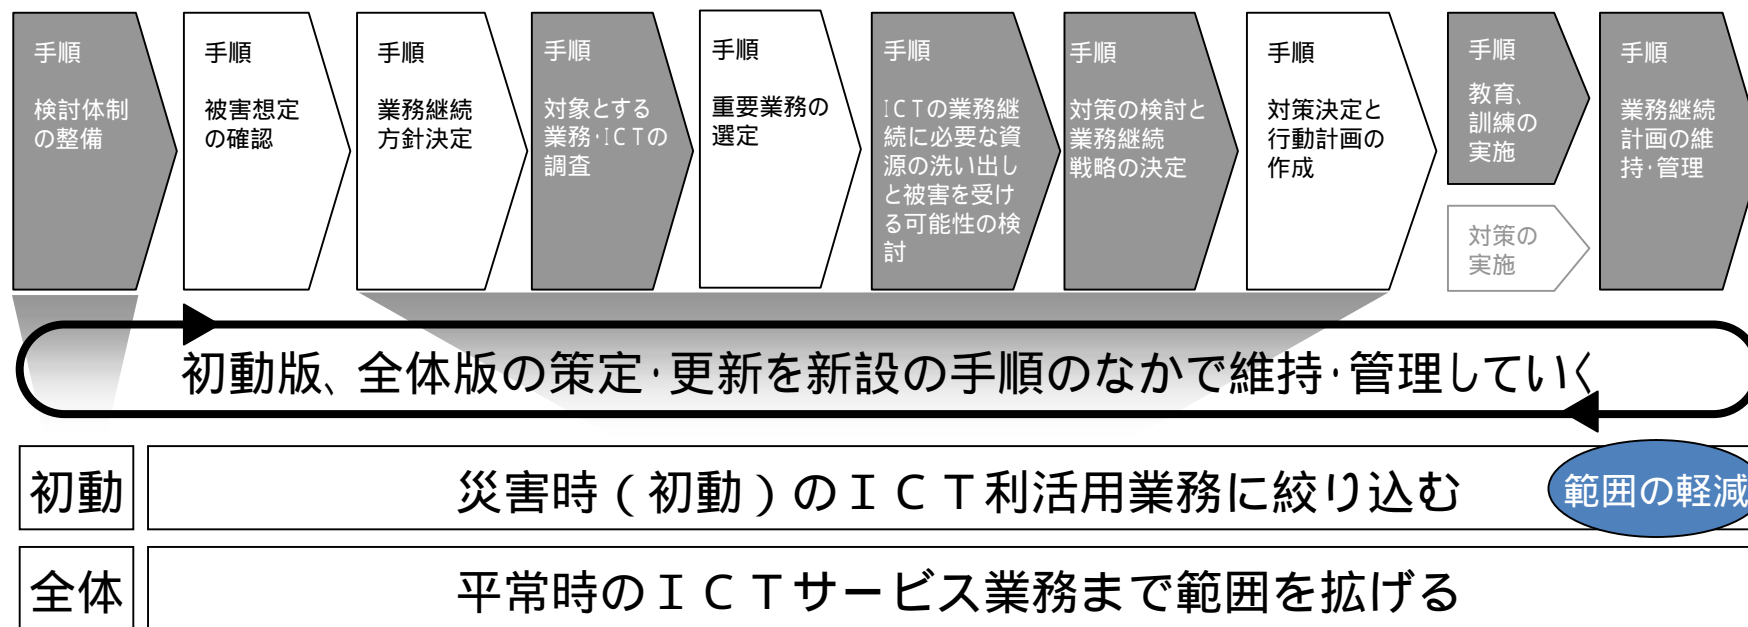 手順
検討体制
の整備
手順
被害想定
の確認
手順
業務継続
方針決定
手順
対象とする
業務･ICTの
調査
手順
重要業務の
選定
手順
ICTの業務継
続に必要な資
源の洗い出し
と被害を受け
る可能性の検
討
手順
対策の検討と
業務継続
戦略の決定
手順
対策決定と
行動計画の
作成
手順
教育、
訓練の
実施
対策の
実施
手順
業務継続
計画の維
持･管理
初動版、全体版の策定･更新を新設の手順のなかで維持･管理していく
初動
災害時（初動）のＩＣＴ利活用業務に絞り込む
範囲の軽減
全体
平常時のＩＣＴサービス業務まで範囲を拡げる